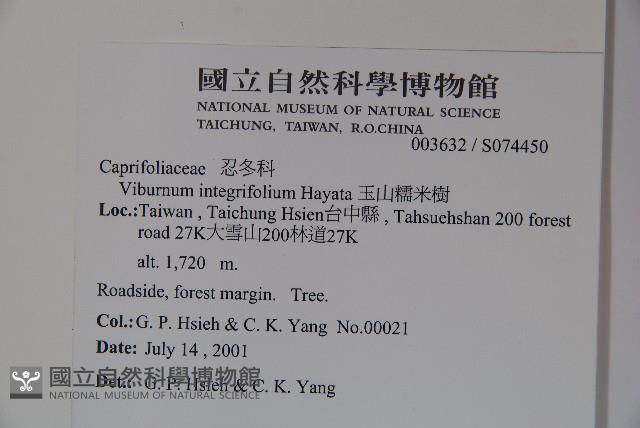 國立自然科學博物館
NATIONAL MUSEUM OF NATURAL SCIENCE
TAICHUNG, TAIWAN, R.O.CHINA
003632 / S074450
Caprifoliaceae 忍冬科
Viburnum integrifolium Hayata 玉山糯米樹
Loc.:Taiwan , Taichung Hsien台中縣 , Tahsuehshan 200 forest
road 27K大雪山200林道27K
alt. 1,720 m.
Roadside, forest margin. Tree.
Col.: G. P. Hsieh & C. K. Yang No.00021
Date: July 14 , 2001
Det.: G. P. Hsieh & C. K. Yang
國立自然科學博物館
NATIONAL MUSEUM OF NATURAL SCIENCE